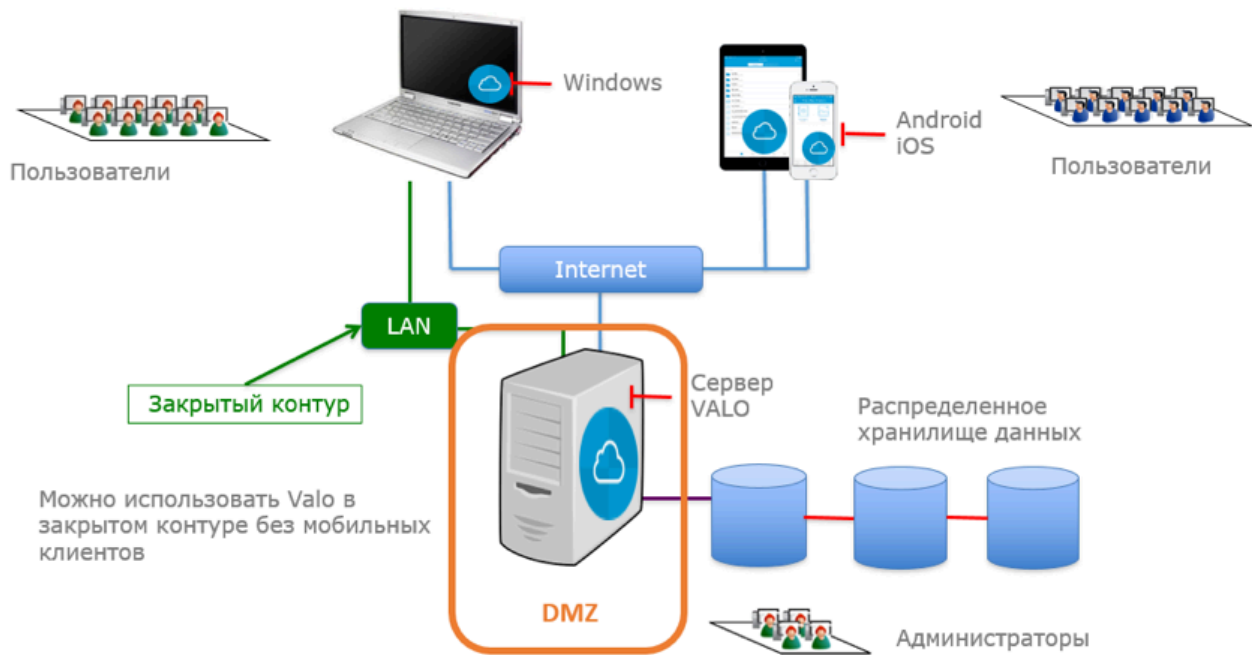 Windows
Android
iOS
Пользователи
Пользователи
Internet
LAN
Закрытый контур
Сервер
VALO
Распределенное
хранилище данных
Можно использовать Valo в
закрытом контуре без мобильных
клиентов
DMZ
Администраторы